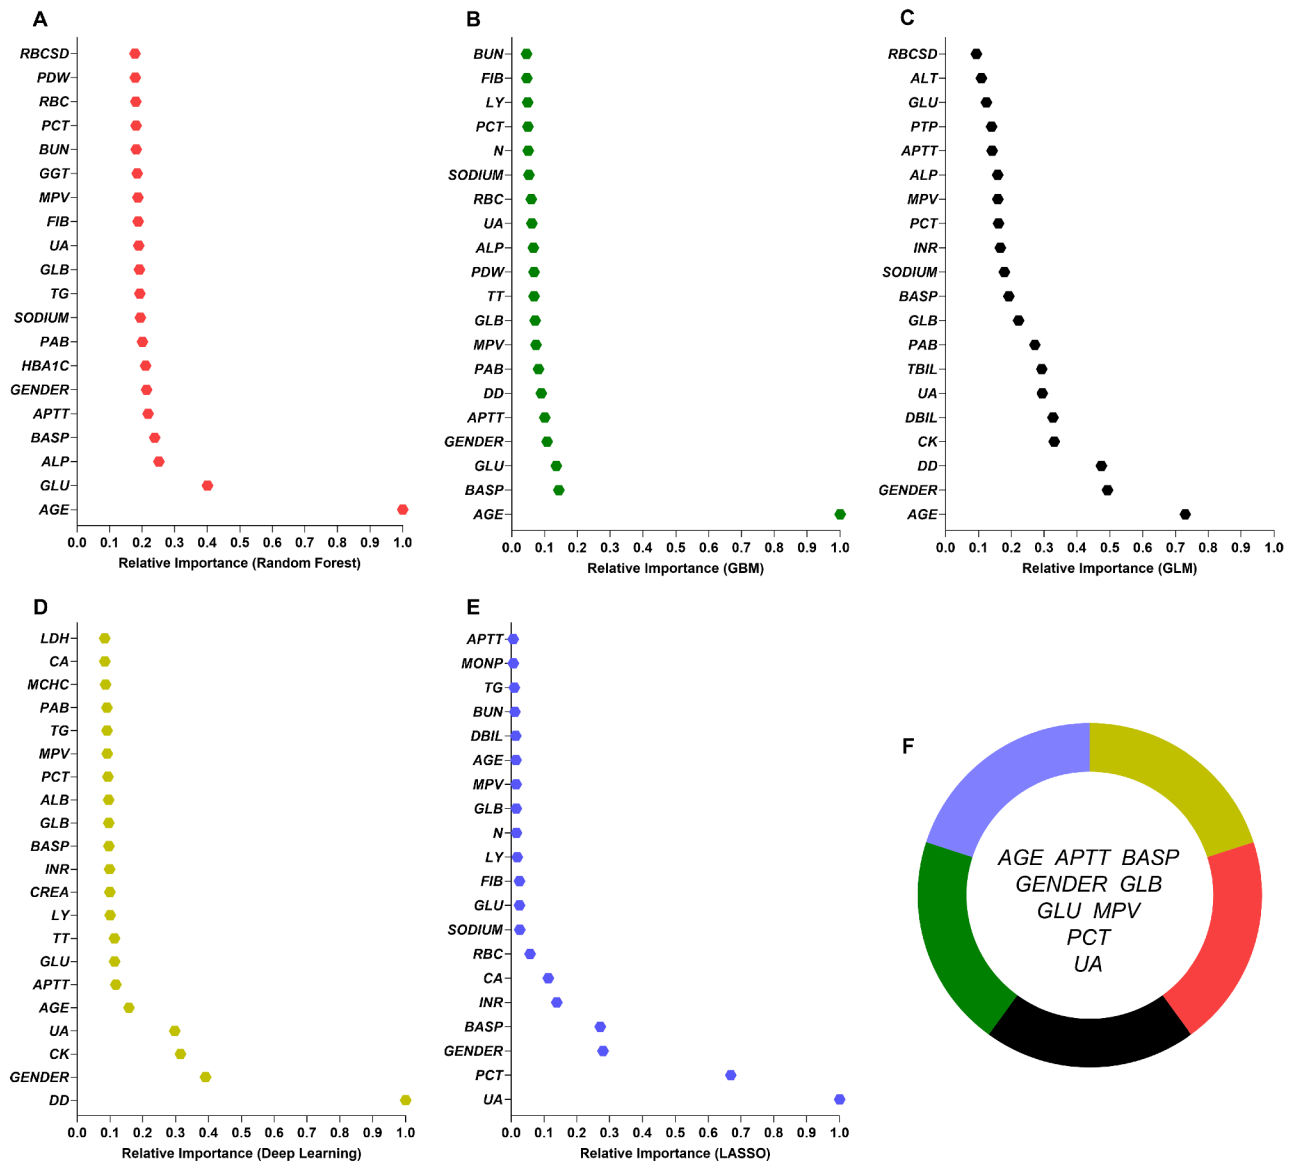 A
RBCSD
PDW
RBC
PCT
BUN
GGT
MPV
FIB
UA
GLB
TG
SODIUM
PAB
HBA1C
GENDER
APTT
BASP
ALP
GLU
AGE
0.0 0.1 0.2 0.3 0.4 0.5 0.6 0.7 0.8 0.9 1.0
Relative Importance (Random Forest)
B
BUN
FIB
LY
PCT
N
SODIUM
RBC
UA
ALP
PDW
TT
GLB
MPV
PAB
DD
APTT
GENDER
GLU
BASP
AGE
0.0 0.1 0.2 0.3 0.4 0.5 0.6 0.7 0.8 0.9 1.0
Relative Importance (GBM)
C
RBCSD
ALT
GLU
PTP
APTT
ALP
MPV
PCT
INR
SODIUM
BASP
GLB
PAB
TBIL
UA
DBIL
CK
DD
GENDER
AGE
0.0 0.1 0.2 0.3 0.4 0.5 0.6 0.7 0.8 0.9 1.0
Relative Importance (GLM)
D
LDH
CA
MCHC
PAB
TG
MPV
PCT
ALB
GLB
BASP
INR
CREA
LY
TT
GLU
APTT
AGE
UA
CK
GENDER
DD
0.0 0.1 0.2 0.3 0.4 0.5 0.6 0.7 0.8 0.9 1.0
Relative Importance (Deep Learning)
E
APTT
MONP
TG
BUN
DBIL
AGE
MPV
GLB
N
LY
FIB
GLU
SODIUM
RBC
CA
INR
BASP
GENDER
PCT
UA
0.0 0.1 0.2 0.3 0.4 0.5 0.6 0.7 0.8 0.9 1.0
Relative Importance (LASSO)
F
AGE APTT BASP
GENDER GLB
GLU MPV
PCT
UA